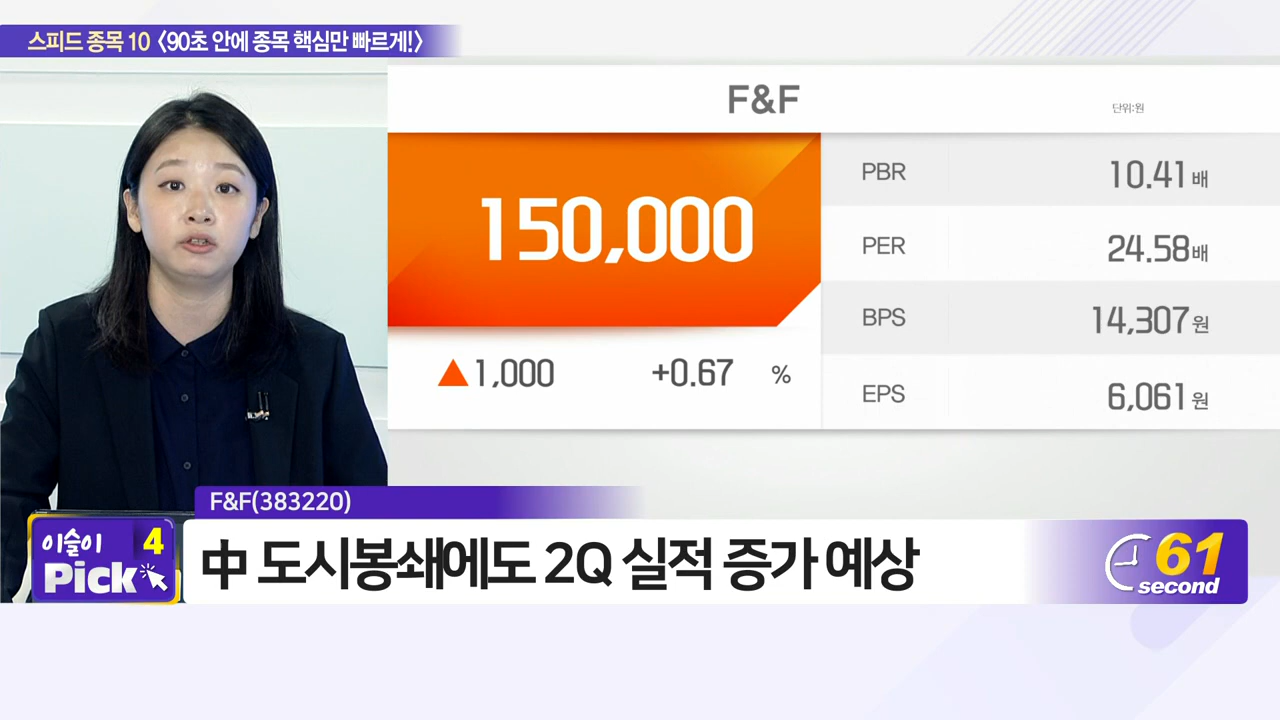 스피드 종목 10 <90초 안에 종목 핵심만 빠르게!>
F&F
단위:원
150,000
▲1,000 +0.67 %
PBR 10.41배
PER 24.58배
BPS 14,307원
EPS 6,061원
F&F(383220)
이슬이 4
Pick
中 도시봉쇄에도 2Q 실적 증가 예상
61
second